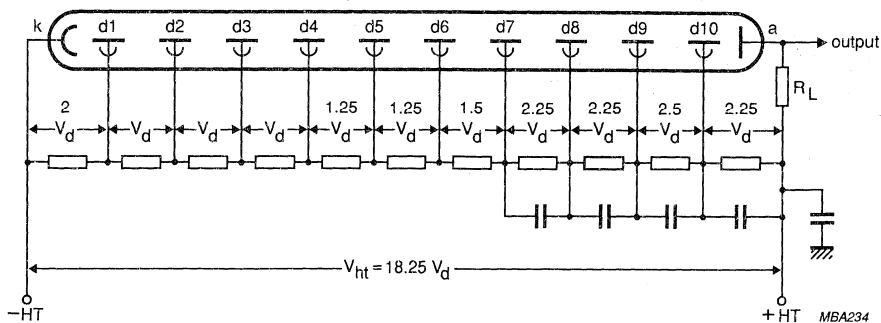 k d1 d2 d3 d4 d5 d6 d7 d8 d9 d10 a output
R_L
2 1.25 1.25 1.5 2.25 2.25 2.5 2.25
V_d V_d V_d V_d V_d V_d V_d V_d V_d V_d V_d
V_ht = 18.25 V_d
−HT +HT MBA234